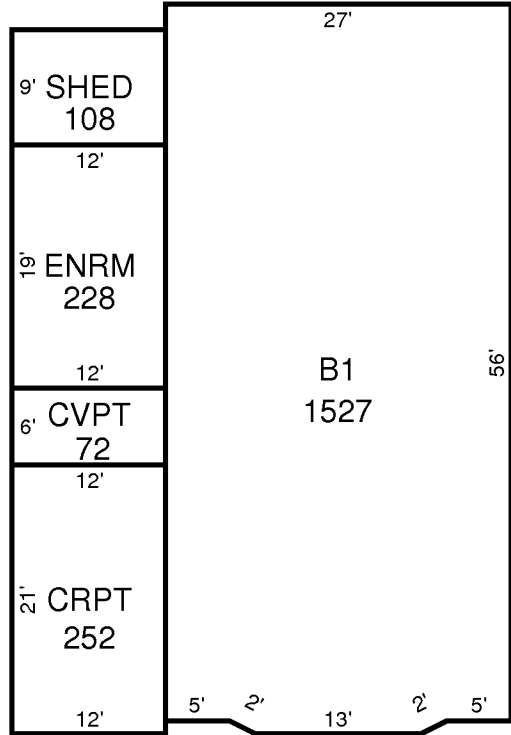 27'
9' SHED
108
12'
19' ENRM
228
12'
56'
B1
1527
6' CVPT
72
12'
21' CRPT
252
12'
5' 2' 13' 2' 5'